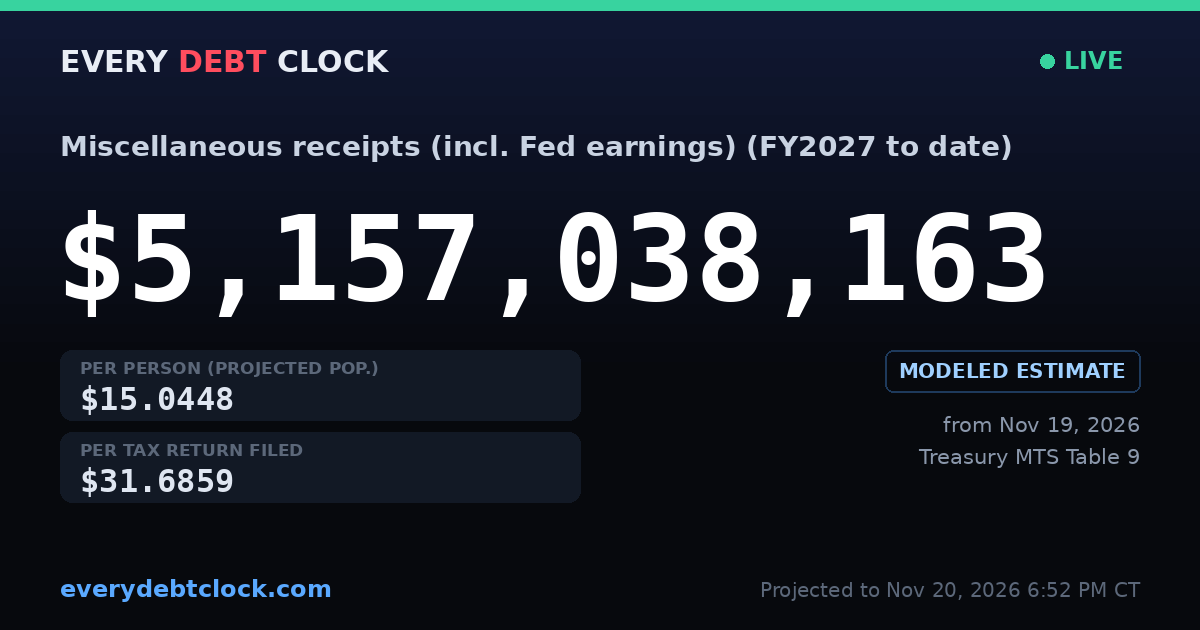 EVERY DEBT CLOCK
LIVE
Miscellaneous receipts (incl. Fed earnings) (FY2027 to date)
$5,157,038,163
PER PERSON (PROJECTED POP.)
$15.0448
PER TAX RETURN FILED
$31.6859
MODELED ESTIMATE
from Nov 19, 2026
Treasury MTS Table 9
everydebtclock.com
Projected to Nov 20, 2026 6:52 PM CT